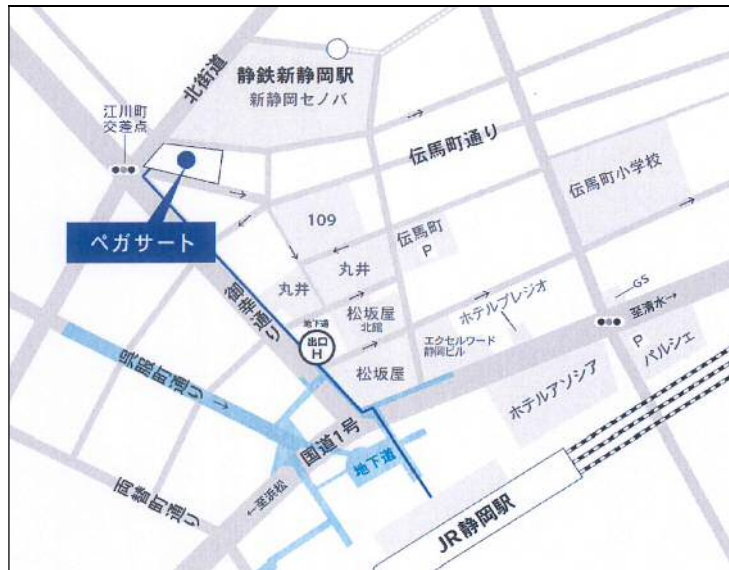 北街道
静鉄新静岡駅
新静岡セノバ
江川町
交差点
伝馬町通り
伝馬町小学校
ペガサート
109
伝馬町
P
丸井
丸井
御幸通り
地下道
出口
H
松坂屋
北館
松坂屋
ホテルプレジオ
エクセルワード
静岡ビル
GS
至清水→
P
パルシェ
ホテルアソシア
呉服町通り
国道1号
地下道
両替町通り
←至浜松
JR静岡駅